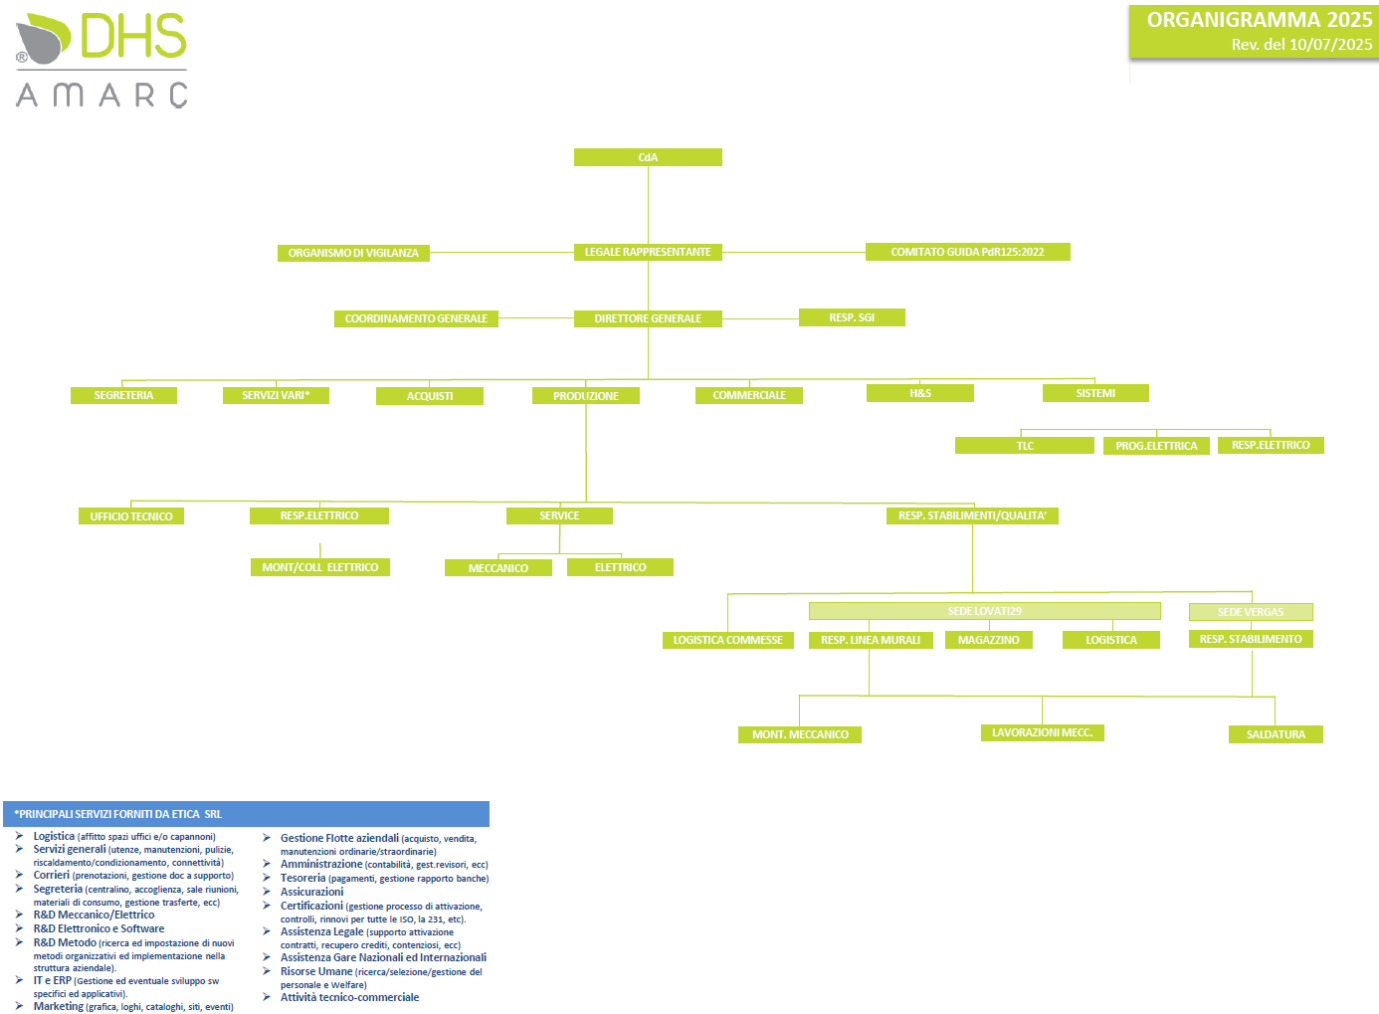 DHS
®
AMARC
ORGANIGRAMMA 2025
Rev. del 10/07/2025
CdA
ORGANISMO DI VIGILANZA
LEGALE RAPPRESENTANTE
COMITATO GUIDA PdR125:2022
COORDINAMENTO GENERALE
DIRETTORE GENERALE
RESP. SGI
SEGRETERIA
SERVIZI VARI*
ACQUISTI
PRODUZIONE
COMMERCIALE
H&S
SISTEMI
TLC
PROG.ELETTRICA
RESP.ELETTRICO
UFFICIO TECNICO
RESP.ELETTRICO
SERVICE
RESP. STABILIMENTI/QUALITA'
MONT/COLL ELETTRICO
MECCANICO
ELETTRICO
SEDE LOVATI29
SEDE VERGA5
LOGISTICA COMMESSE
RESP. LINEA MURALI
MAGAZZINO
LOGISTICA
RESP. STABILIMENTO
MONT. MECCANICO
LAVORAZIONI MECC.
SALDATURA
*PRINCIPALI SERVIZI FORNITI DA ETICA SRL
➢ Logistica (affitto spazi uffici e/o capannoni)
➢ Servizi generali (utenze, manutenzioni, pulizie,
riscaldamento/condizionamento, connettività)
➢ Corrieri (prenotazioni, gestione doc a supporto)
➢ Segreteria (centralino, accoglienza, sale riunioni,
materiali di consumo, gestione trasferte, ecc)
➢ R&D Meccanico/Elettrico
➢ R&D Elettronico e Software
➢ R&D Metodo (ricerca ed impostazione di nuovi
metodi organizzativi ed implementazione nella
struttura aziendale).
➢ IT e ERP (Gestione ed eventuale sviluppo sw
specifici ed applicativi).
➢ Marketing (grafica, loghi, cataloghi, siti, eventi)
➢ Gestione Flotte aziendali (acquisto, vendita,
manutenzioni ordinarie/straordinarie)
➢ Amministrazione (contabilità, gest.revisori, ecc)
➢ Tesoreria (pagamenti, gestione rapporto banche)
➢ Assicurazioni
➢ Certificazioni (gestione processo di attivazione,
controlli, rinnovi per tutte le ISO, la 231, etc).
➢ Assistenza Legale (supporto attivazione
contratti, recupero crediti, contenziosi, ecc)
➢ Assistenza Gare Nazionali ed Internazionali
➢ Risorse Umane (ricerca/selezione/gestione del
personale e Welfare)
➢ Attività tecnico-commerciale